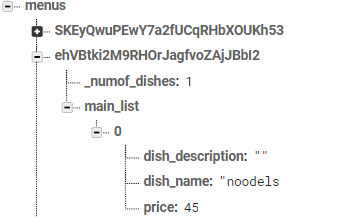 menus
SKEyQwuPEwY7a2fUCqRHbXOUKh53
ehVBtki2M9RHOrJagfvoZAjJBbI2
_numof_dishes: 1
main_list
0
dish_description: ""
dish_name: "noodels
price: 45